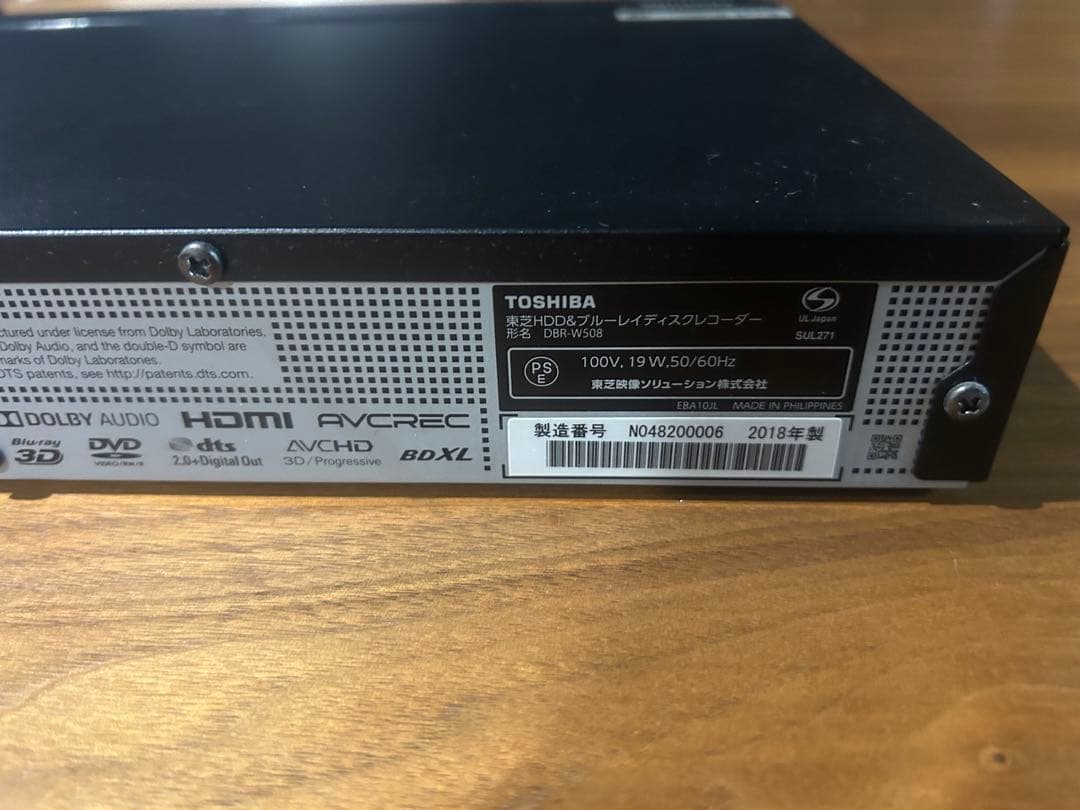 ctured under license from Dolby Laboratories.
Dolby Audio, and the double-D symbol are
marks of Dolby Laboratories.
DTS patents, see http://patents.dts.com.
DOLBY AUDIO HDMI AVCREC
Blu-ray 3D
DVD
VIDEO/RW/R
dts
2.0+Digital Out
AVCHD
3D/Progressive
BDXL
TOSHIBA
東芝HDD&ブルーレイディスクレコーダー
形名 DBR-W508
UL Japan
SUL271
PSE
100V, 19W, 50/60Hz
東芝映像ソリューション株式会社
EBA10JL MADE IN PHILIPPINES
製造番号 N048200006 2018年製